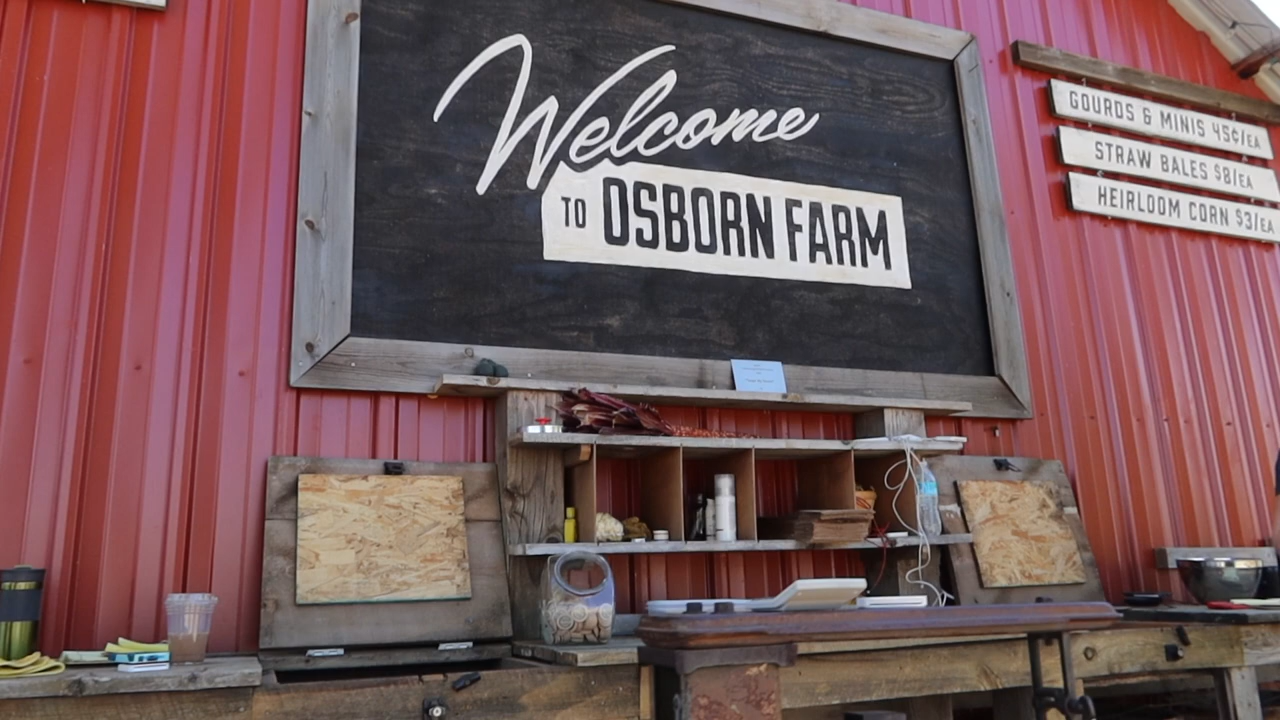 Welcome
TO OSBORN FARM
GOURDS & MINIS 45¢/EA
STRAW BALES $8/EA
HEIRLOOM CORN $3/EA